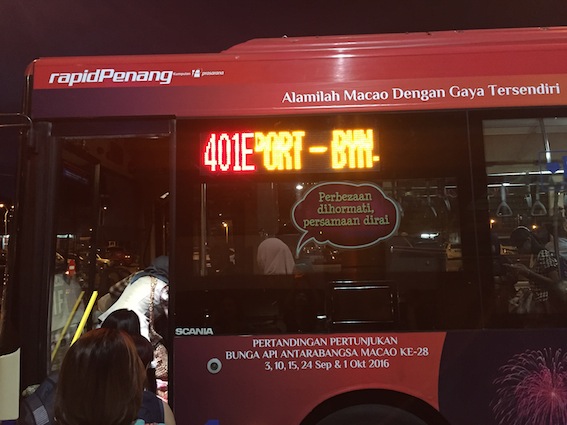 rapidPenang
Alamilah Macao Dengan Gaya Tersendiri
401E PORT - BYN.
Perbezaan
dihormati,
persamaan dirai
SCANIA
PERTANDINGAN PERTUNJUKAN
BUNGA API ANTARABANGSA MACAO KE-28
3, 10, 15, 24 Sep & 1 Okt 2016